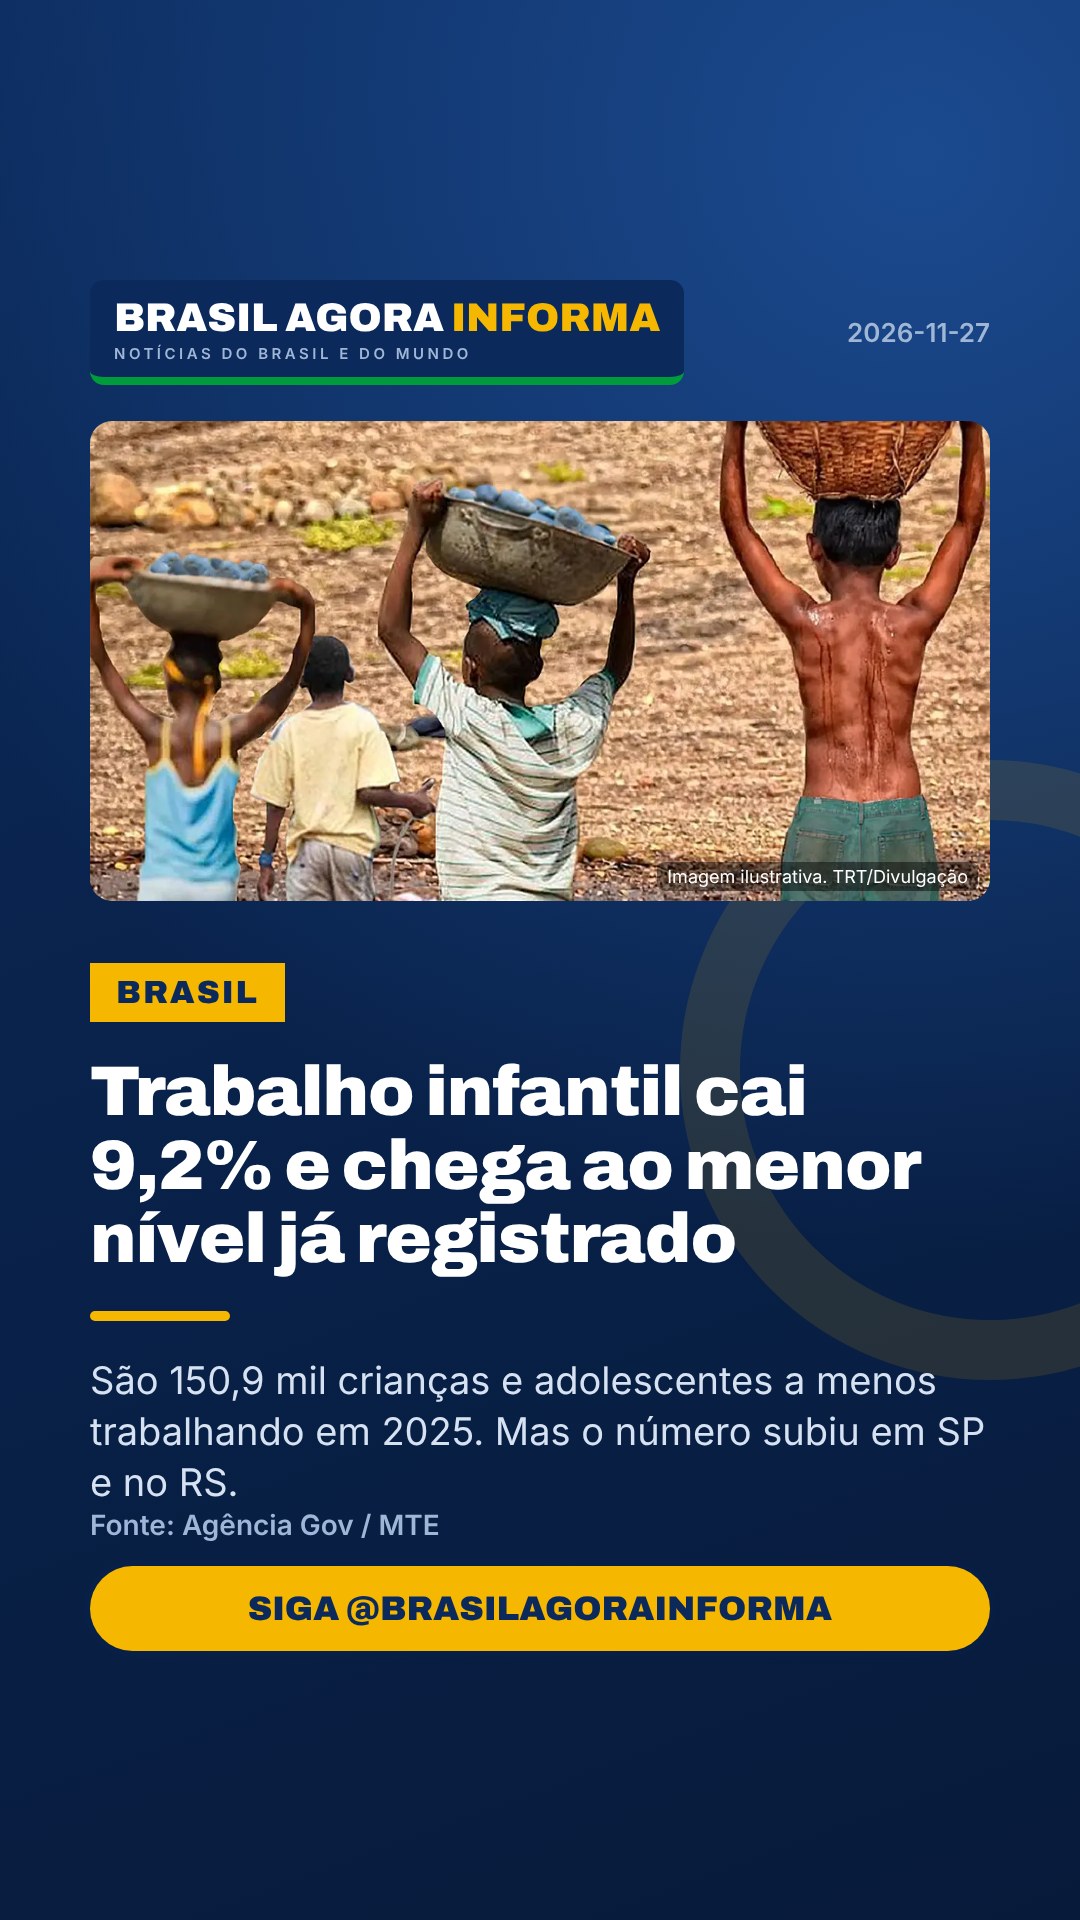 BRASIL AGORA INFORMA
NOTÍCIAS DO BRASIL E DO MUNDO
2026-11-27
Imagem ilustrativa. TRT/Divulgação
BRASIL
Trabalho infantil cai
9,2% e chega ao menor
nível já registrado
São 150,9 mil crianças e adolescentes a menos
trabalhando em 2025. Mas o número subiu em SP
e no RS.
Fonte: Agência Gov / MTE
SIGA @BRASILAGORAINFORMA